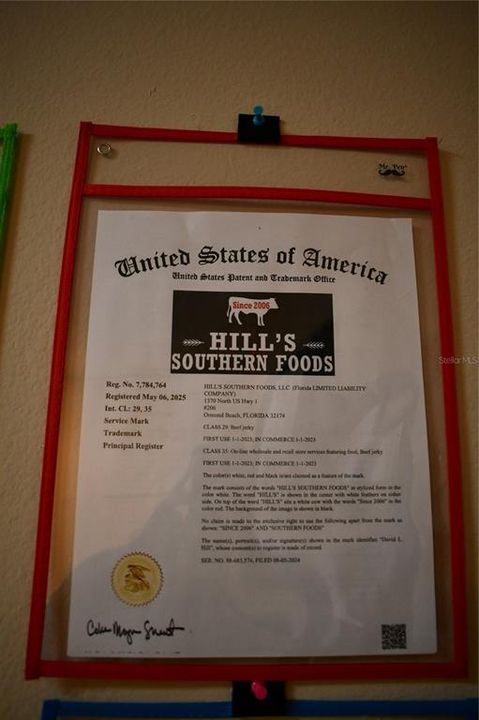 Mr. Pen
United States of America
United States Patent and Trademark Office
Since 2006
HILL'S
SOUTHERN FOODS
Reg. No. 7,784,764
Registered May 06, 2025
Int. Cl.: 29, 35
Service Mark
Trademark
Principal Register
HILL'S SOUTHERN FOODS, LLC (Florida LIMITED LIABILITY
COMPANY)
1370 North US Hwy 1
#206
Ormond Beach, FLORIDA 32174
CLASS 29: Beef jerky
FIRST USE 1-1-2023; IN COMMERCE 1-1-2023
CLASS 35: On-line wholesale and retail store services featuring food, Beef jerky
FIRST USE 1-1-2023; IN COMMERCE 1-1-2023
The color(s) white, red and black is/are claimed as a feature of the mark.
The mark consists of the words "HILL'S SOUTHERN FOODS" in stylized form in the
color white. The word "HILL'S" is shown in the center with white feathers on either
side. On top of the word "HILL'S" sits a white cow with the words "Since 2006" in the
color red. The background of the image is shown in black.
No claim is made to the exclusive right to use the following apart from the mark as
shown: "SINCE 2006" AND "SOUTHERN FOODS"
The name(s), portrait(s), and/or signature(s) shown in the mark identifies "David L.
Hill", whose consent(s) to register is made of record.
SER. NO. 98-683,576, FILED 08-05-2024
Stellar MLS